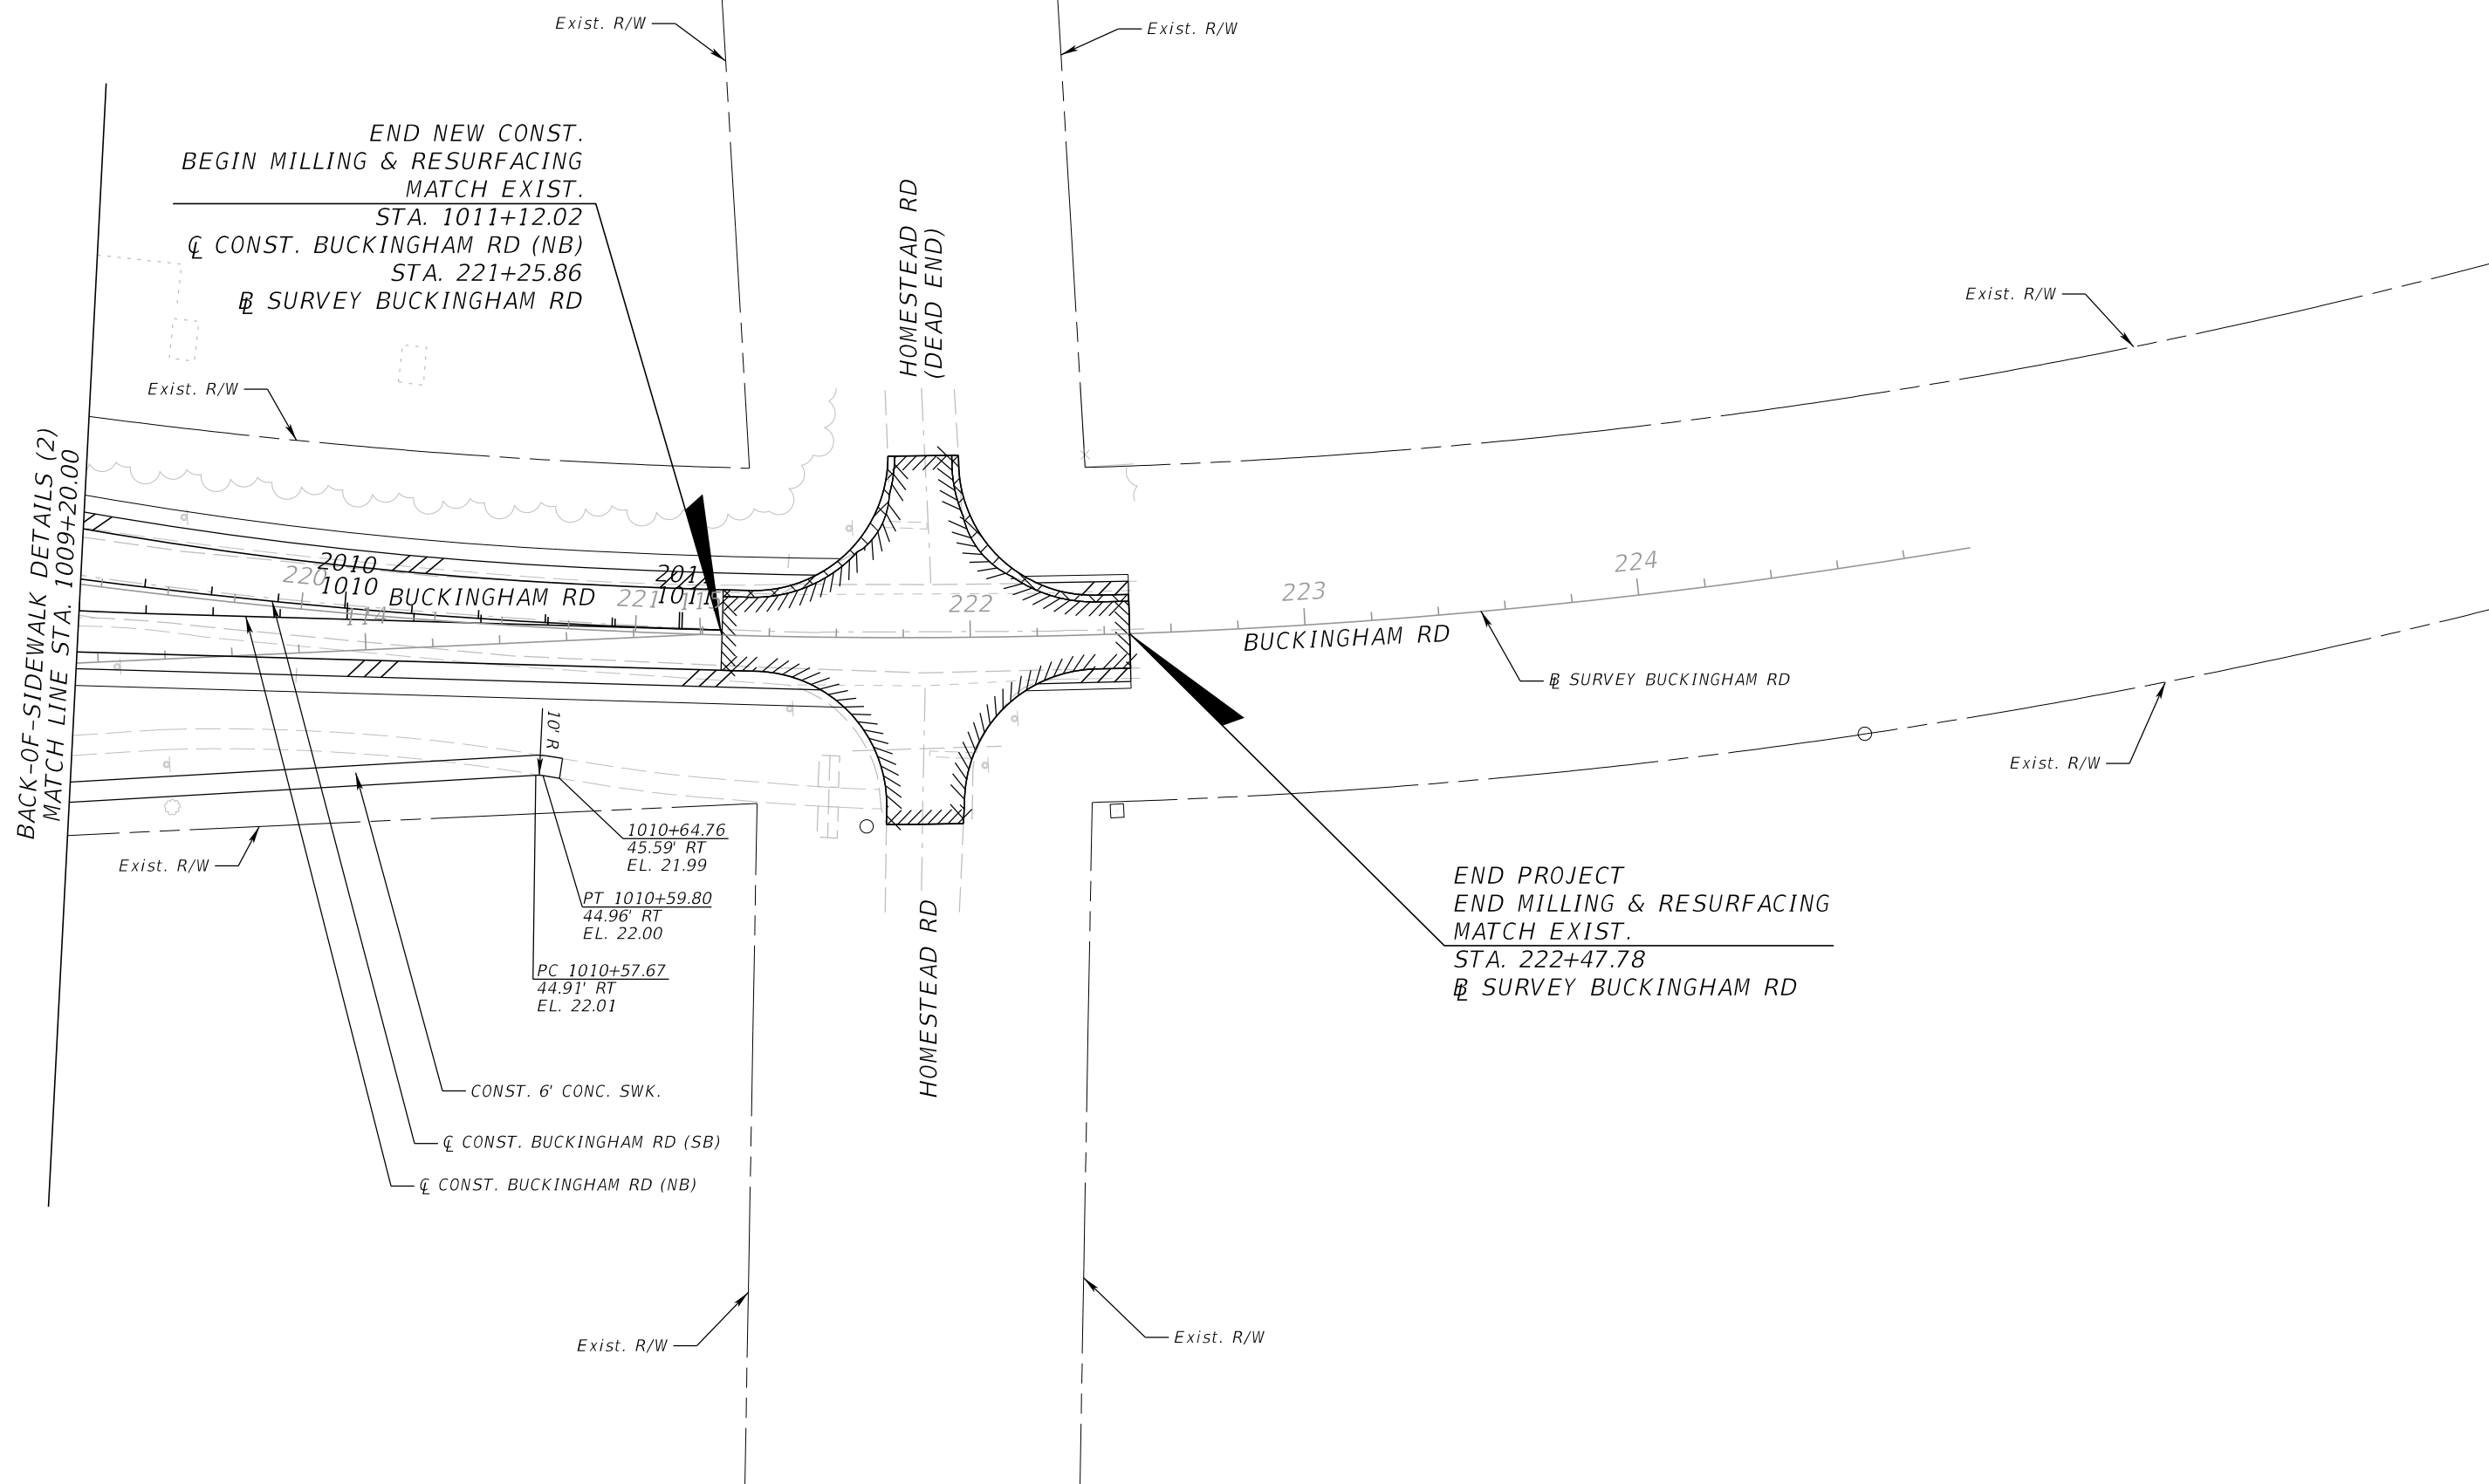 Exist. R/W
Exist. R/W
END NEW CONST.
BEGIN MILLING & RESURFACING
MATCH EXIST.
STA. 1011+12.02
℄ CONST. BUCKINGHAM RD (NB)
STA. 221+25.86
BL SURVEY BUCKINGHAM RD
HOMESTEAD RD
(DEAD END)
Exist. R/W
Exist. R/W
BACK-OF-SIDEWALK DETAILS (2)
MATCH LINE STA. 1009+20.00
2010
220
1010
BUCKINGHAM RD
114
2011
221
1011
222
223
224
BUCKINGHAM RD
BL SURVEY BUCKINGHAM RD
Exist. R/W
10' R
1010+64.76
45.59' RT
EL. 21.99
Exist. R/W
PT 1010+59.80
44.96' RT
EL. 22.00
PC 1010+57.67
44.91' RT
EL. 22.01
HOMESTEAD RD
END PROJECT
END MILLING & RESURFACING
MATCH EXIST.
STA. 222+47.78
BL SURVEY BUCKINGHAM RD
CONST. 6' CONC. SWK.
℄ CONST. BUCKINGHAM RD (SB)
℄ CONST. BUCKINGHAM RD (NB)
Exist. R/W
Exist. R/W